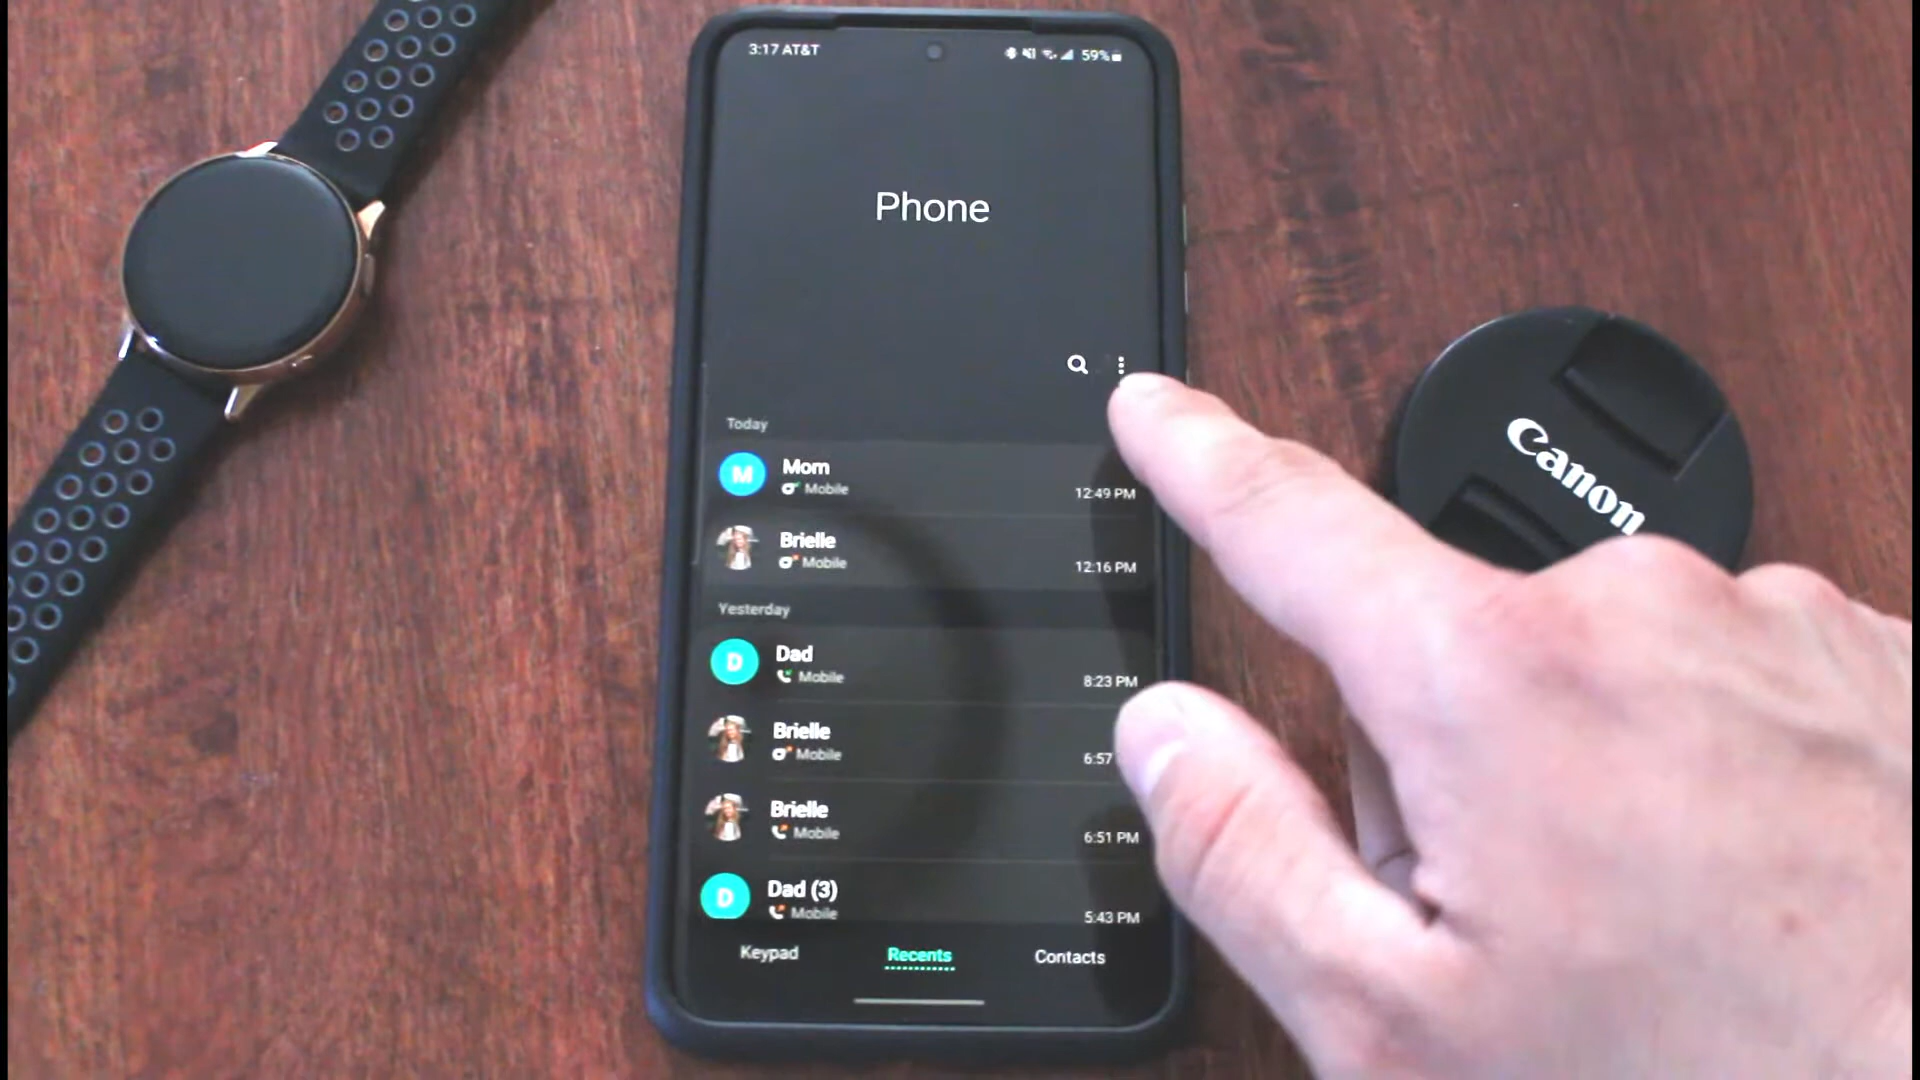 3:17 AT&T
59%
Phone
Today
M
Mom
Mobile
12:49 PM
Brielle
Mobile
12:16 PM
Yesterday
D
Dad
Mobile
8:23 PM
Brielle
Mobile
6:57
Brielle
Mobile
6:51 PM
D
Dad (3)
Mobile
5:43 PM
Keypad
Recents
Contacts
Canon